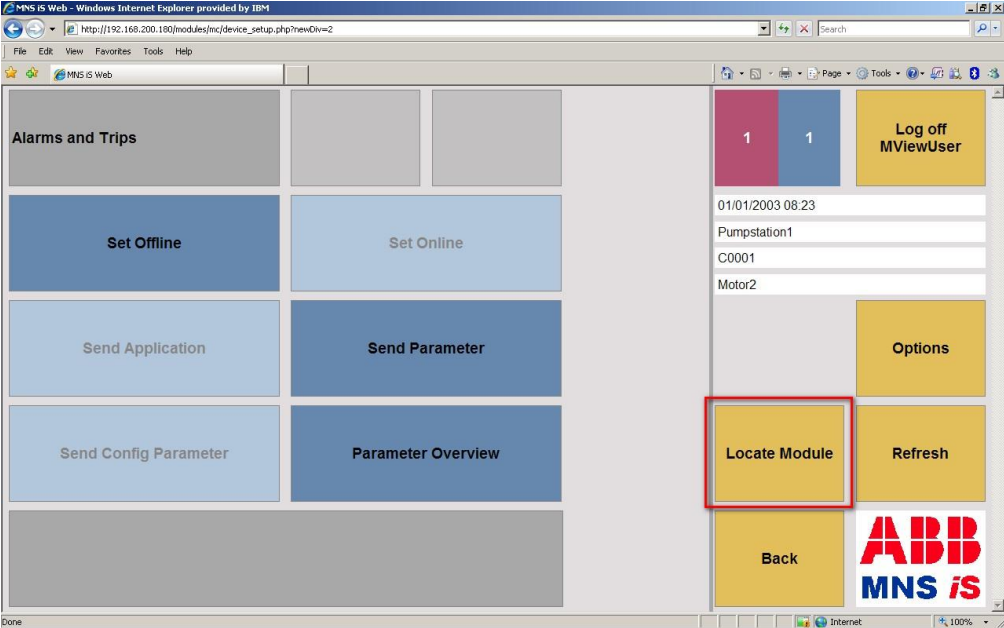 MNS iS Web - Windows Internet Explorer provided by IBM
http://192.168.200.180/modules/mc/device_setup.php?newDiv=2
Search
File Edit View Favorites Tools Help
MNS iS Web
Page Tools
Alarms and Trips
1 1
Log off
MViewUser
01/01/2003 08:23
Pumpstation1
C0001
Motor2
Set Offline
Set Online
Send Application
Send Parameter
Options
Send Config Parameter
Parameter Overview
Locate Module
Refresh
Back
ABB
MNS iS
Done
Internet
100%